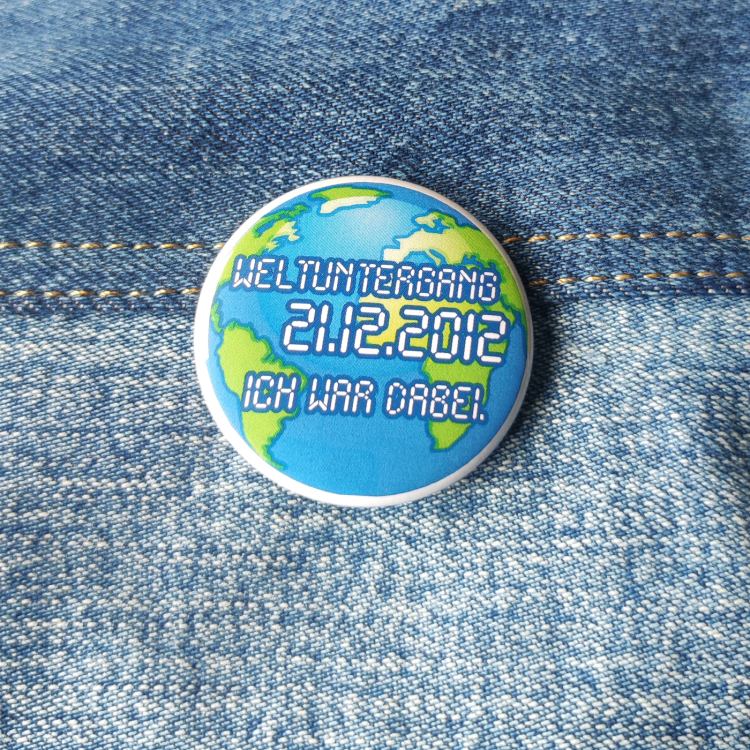 WELTUNTERGANG
21.12.2012
ICH WAR DABEI.